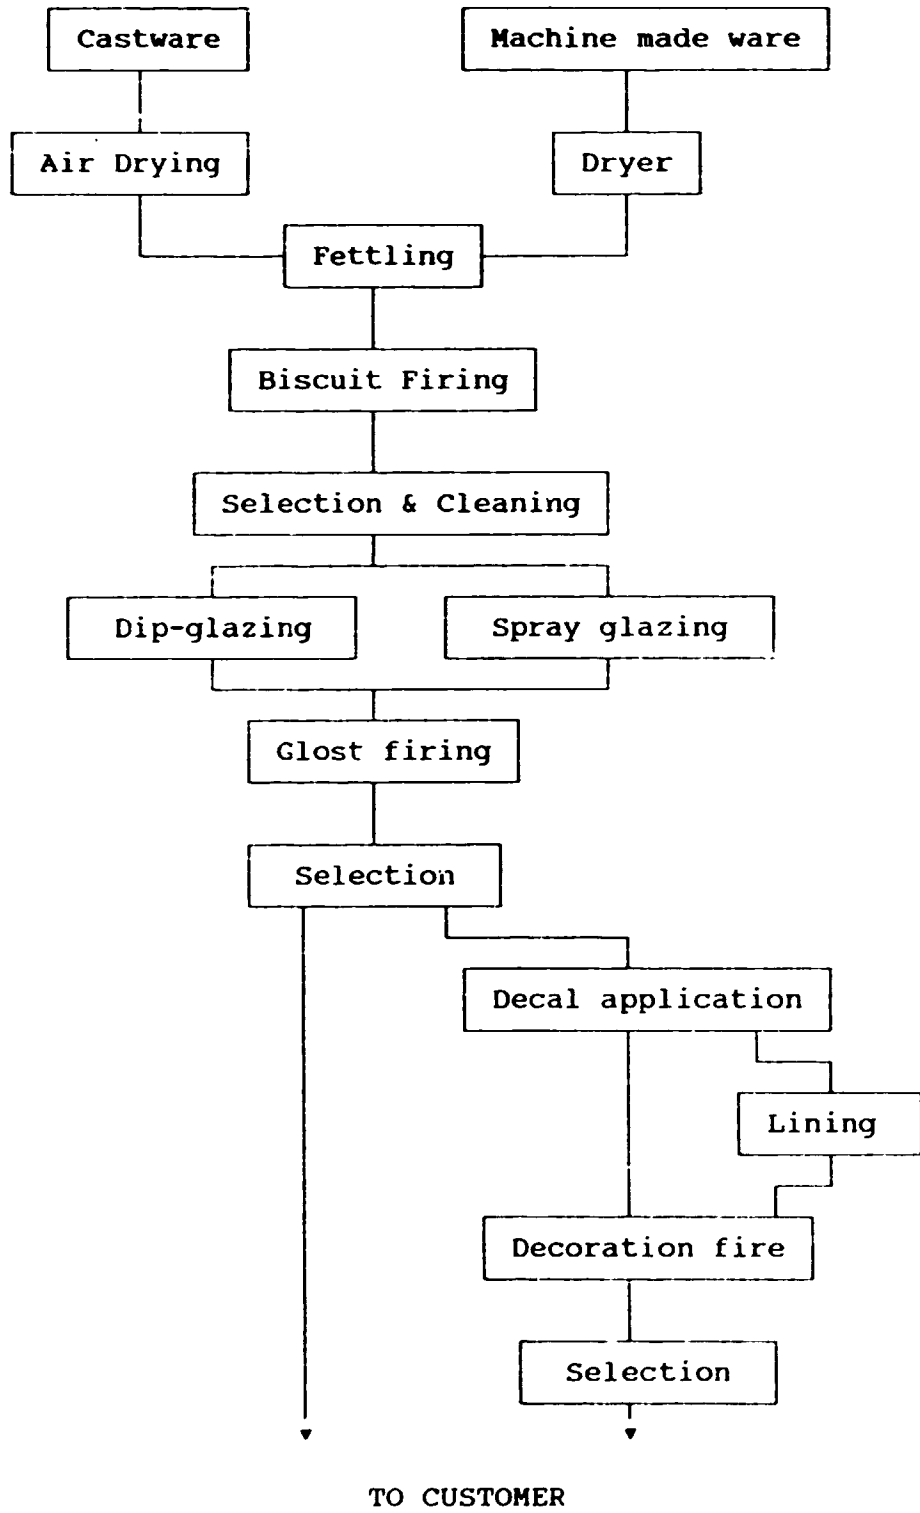 Castware
Machine made ware
Air Drying
Dryer
Fettling
Biscuit Firing
Selection & Cleaning
Dip-glazing
Spray glazing
Glost firing
Selection
Decal application
Lining
Decoration fire
Selection
TO CUSTOMER